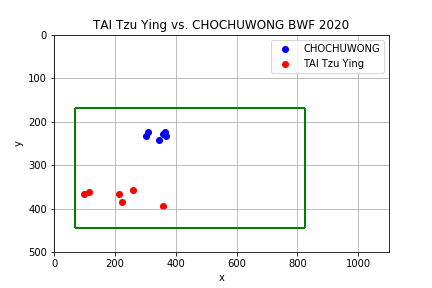 TAI Tzu Ying vs. CHOCHUWONG BWF 2020
CHOCHUWONG
TAI Tzu Ying
0
100
200
300
400
500
y
0 200 400 600 800 1000
x